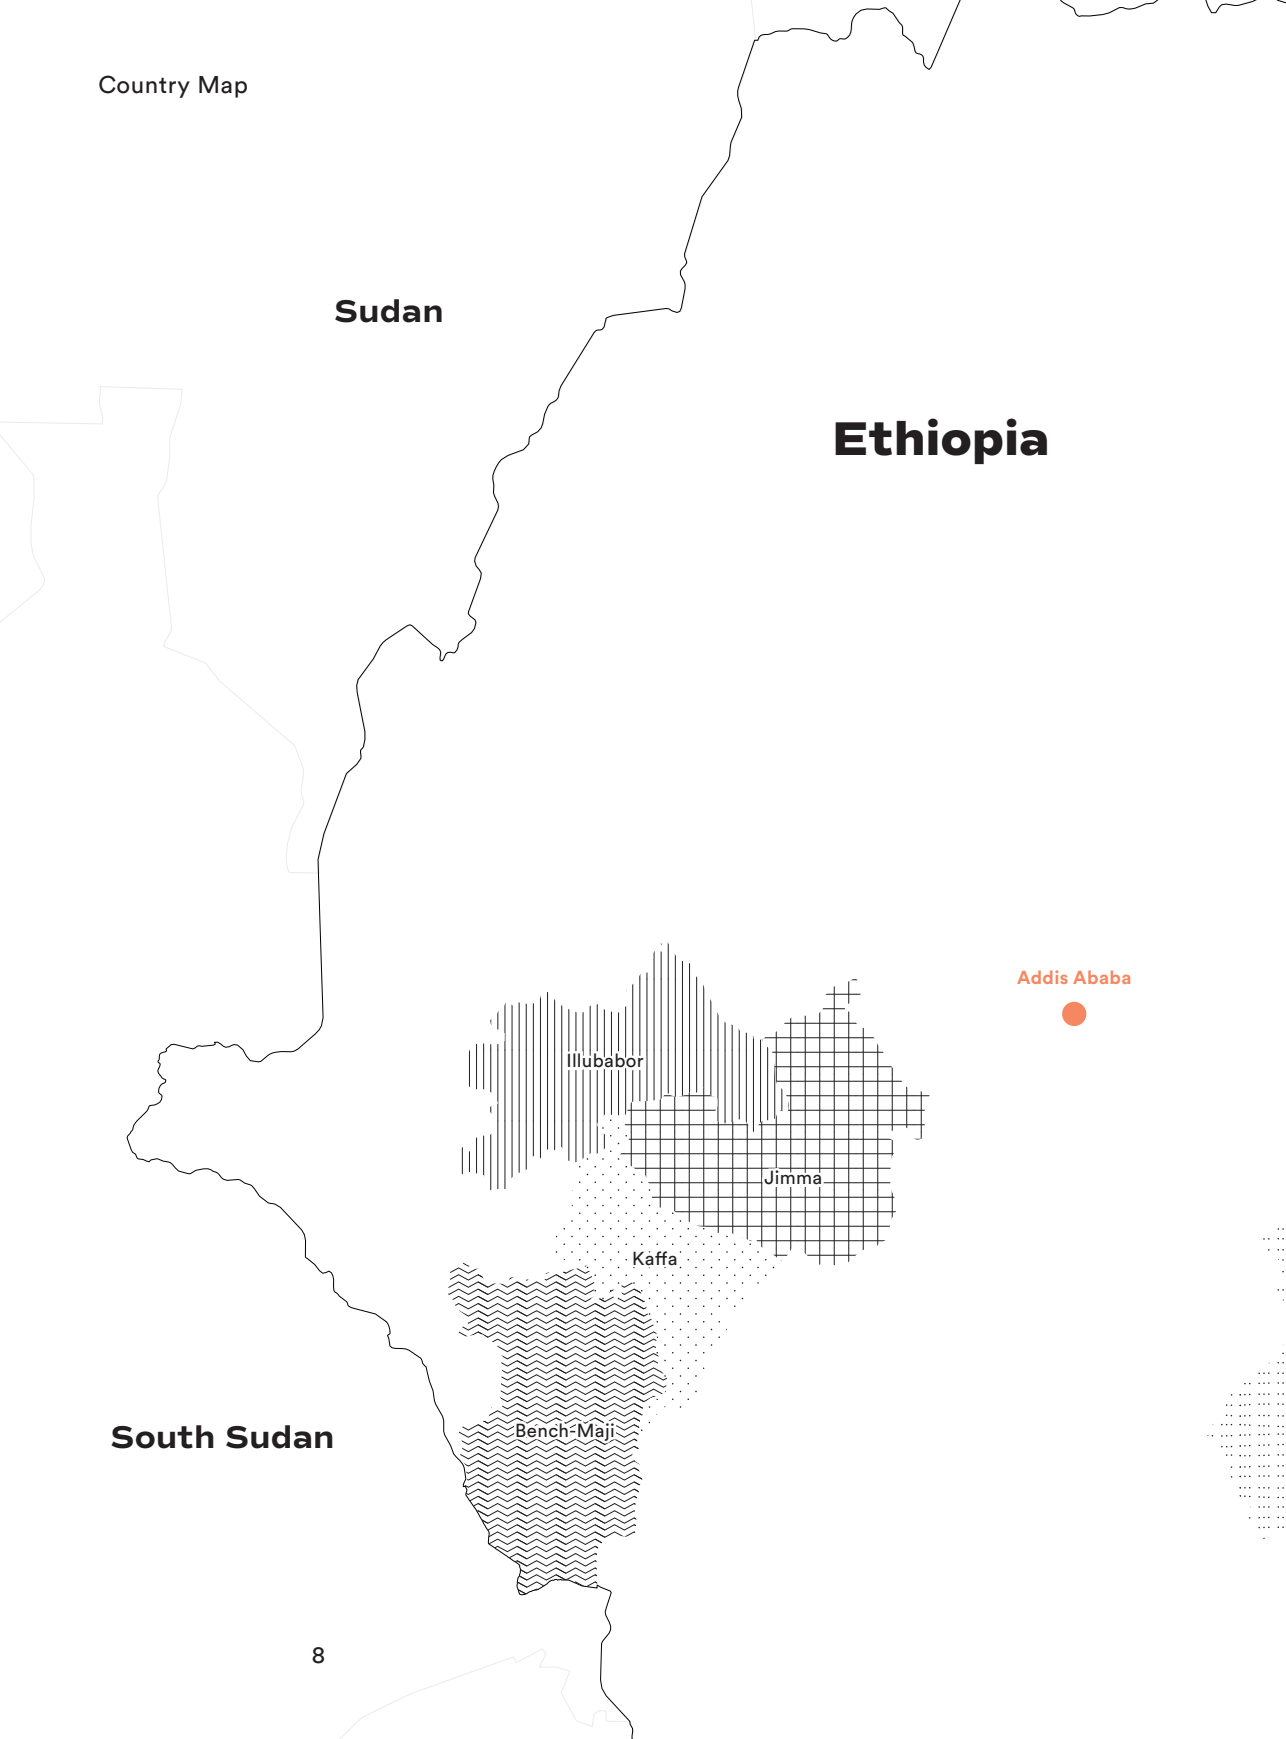 Country Map
Sudan
Ethiopia
Addis Ababa
Illubabor
Jimma
Kaffa
Bench-Maji
South Sudan
8